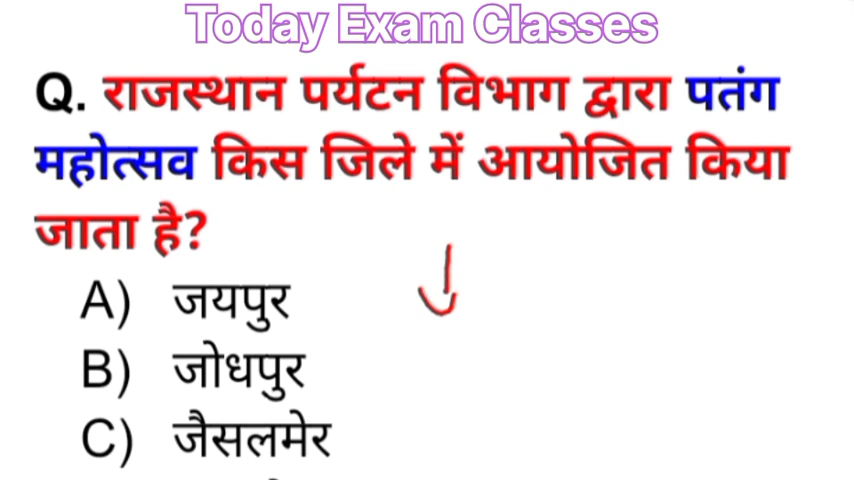 Today Exam Classes
Q. राजस्थान पर्यटन विभाग द्वारा पतंग
महोत्सव किस जिले में आयोजित किया
जाता है?
A) जयपुर
B) जोधपुर
C) जैसलमेर